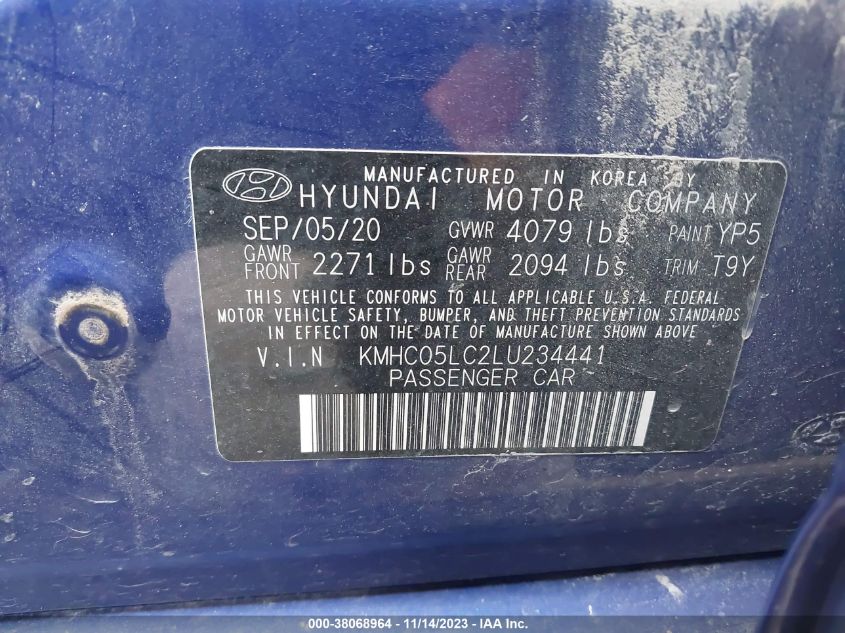 MANUFACTURED IN KOREA BY
HYUNDAI MOTOR COMPANY
SEP/05/20 GVWR 4079 lbs PAINT YP5
GAWR FRONT 2271 lbs GAWR REAR 2094 lbs TRIM T9Y
THIS VEHICLE CONFORMS TO ALL APPLICABLE U.S.A. FEDERAL
MOTOR VEHICLE SAFETY, BUMPER, AND THEFT PREVENTION STANDARDS
IN EFFECT ON THE DATE OF MANUFACTURE SHOWN ABOVE
V.I.N KMHC05LC2LU234441
PASSENGER CAR
000-38068964 - 11/14/2023 - © IAA, Inc.